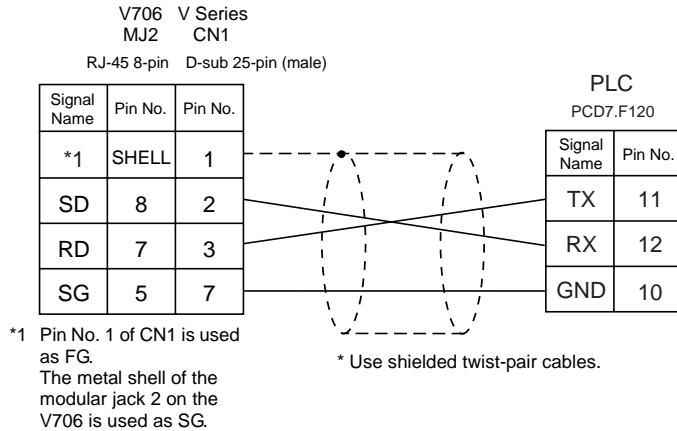 V706 V Series
MJ2 CN1
RJ-45 8-pin D-sub 25-pin (male)
PLC
PCD7.F120
Signal Name Pin No. Pin No.
*1 SHELL 1
SD 8 2
RD 7 3
SG 5 7
Signal Name Pin No.
TX 11
RX 12
GND 10
*1 Pin No. 1 of CN1 is used
as FG.
The metal shell of the
modular jack 2 on the
V706 is used as SG.
* Use shielded twist-pair cables.